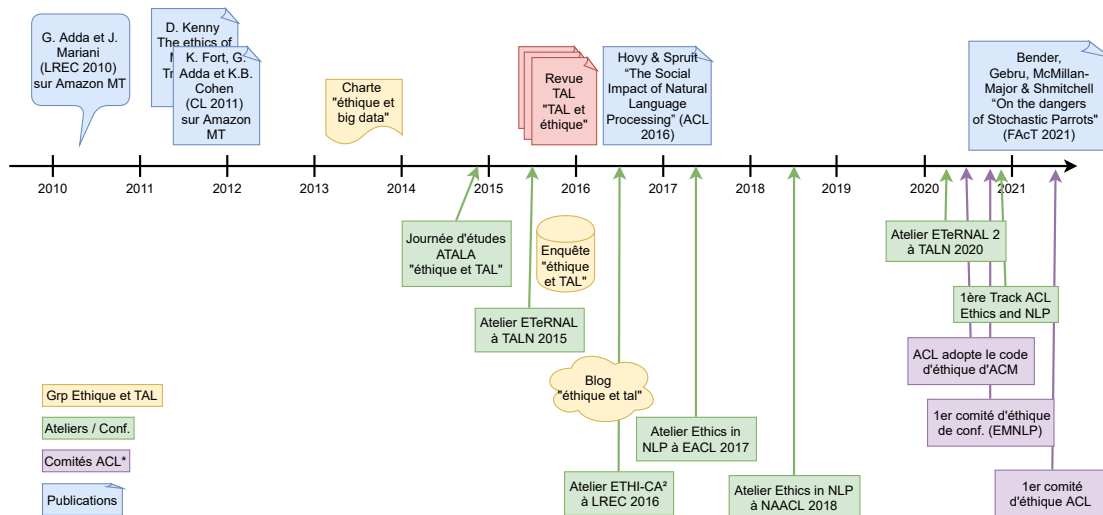 G. Adda et J.
Mariani
(LREC 2010)
sur Amazon MT
D. Kenny
The ethics of
K. Fort, G.
Adda et K.B.
Cohen
(CL 2011)
sur Amazon
MT
Charte
"éthique et
big data"
Revue
TAL
"TAL et
éthique"
Hovy & Spruit
“The Social
Impact of Natural
Language
Processing” (ACL
2016)
Bender,
Gebru, McMillan-
Major & Shmitchell
“On the dangers
of Stochastic Parrots"
(FAcT 2021)
2010
2011
2012
2013
2014
2015
2016
2017
2018
2019
2020
2021
Journée d'études
ATALA
"éthique et TAL"
Enquête
"éthique
et TAL"
Atelier ETeRNAL 2
à TALN 2020
1ère Track ACL
Ethics and NLP
Atelier ETeRNAL
à TALN 2015
ACL adopte le code
d'éthique d'ACM
Blog
"éthique et tal"
Grp Ethique et TAL
1er comité d'éthique
de conf. (EMNLP)
Ateliers / Conf.
Atelier Ethics in
NLP à EACL 2017
Comités ACL*
Atelier ETHI-CA²
à LREC 2016
Atelier Ethics in NLP
à NAACL 2018
1er comité
d'éthique ACL
Publications